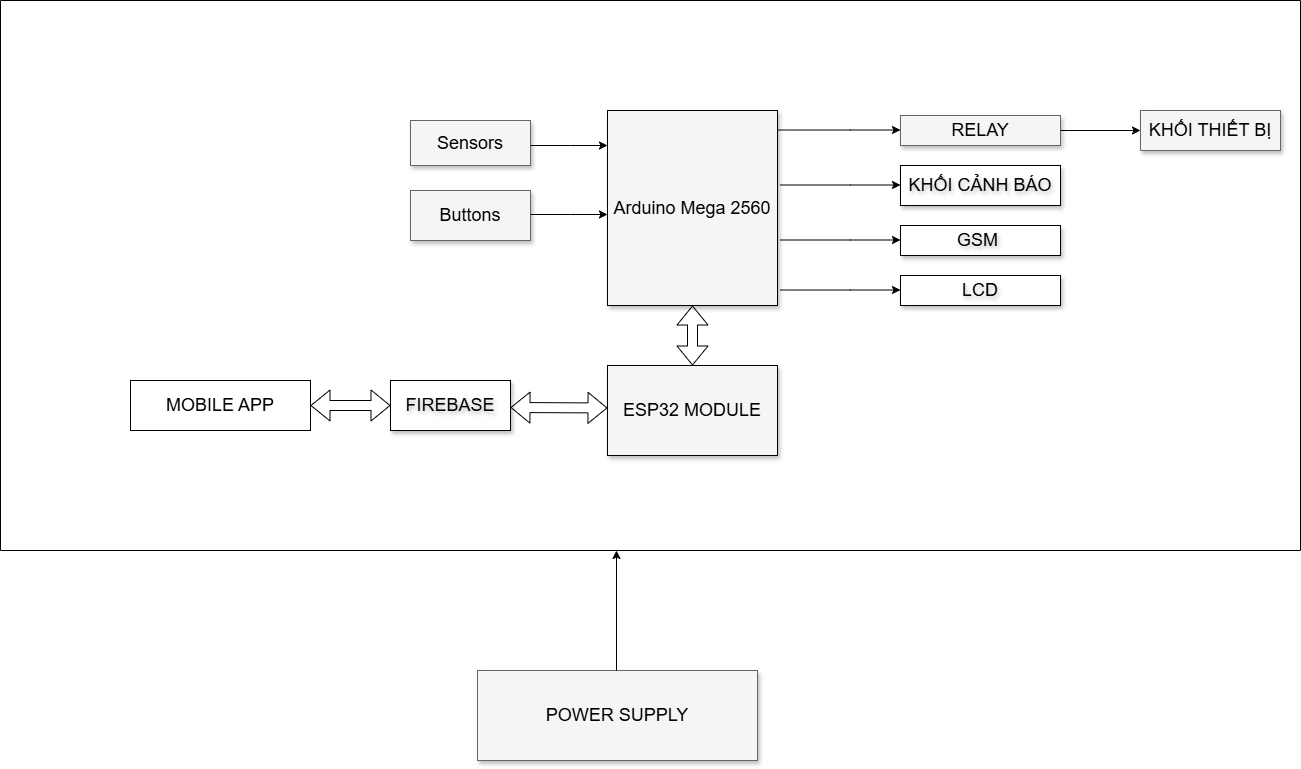 Sensors
Buttons
Arduino Mega 2560
RELAY
KHỐI THIẾT BỊ
KHỐI CẢNH BÁO
GSM
LCD
MOBILE APP
FIREBASE
ESP32 MODULE
POWER SUPPLY